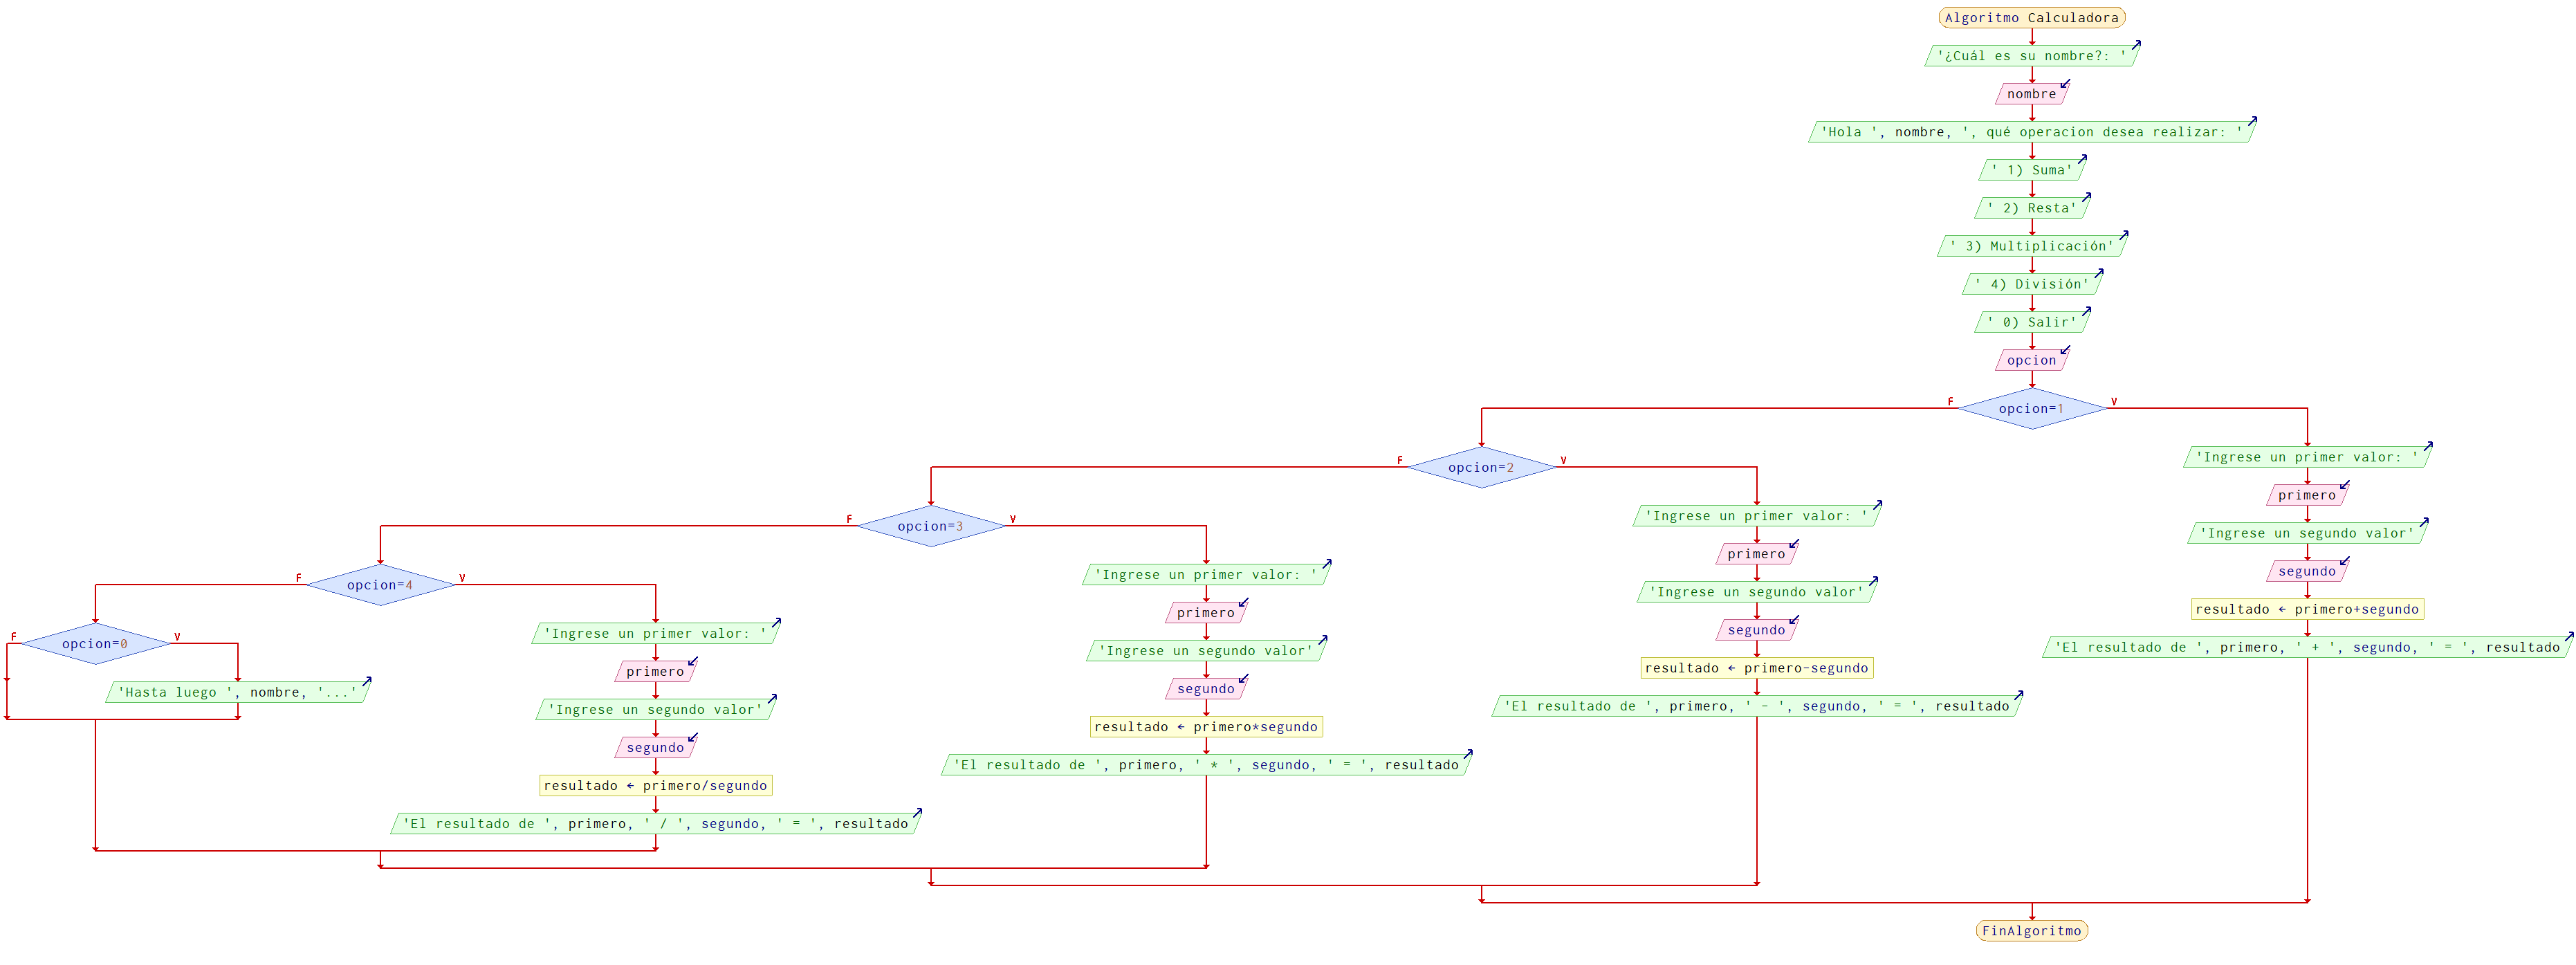 Algoritmo Calculadora
'¿Cuál es su nombre?: '
nombre
'Hola ', nombre, ', qué operacion desea realizar: '
' 1) Suma'
' 2) Resta'
' 3) Multiplicación'
' 4) División'
' 0) Salir'
opcion
opcion=1
F
V
'Ingrese un primer valor: '
primero
'Ingrese un segundo valor'
segundo
resultado ← primero+segundo
'El resultado de ', primero, ' + ', segundo, ' = ', resultado
opcion=2
F
V
'Ingrese un primer valor: '
primero
'Ingrese un segundo valor'
segundo
resultado ← primero-segundo
'El resultado de ', primero, ' - ', segundo, ' = ', resultado
opcion=3
F
V
'Ingrese un primer valor: '
primero
'Ingrese un segundo valor'
segundo
resultado ← primero*segundo
'El resultado de ', primero, ' * ', segundo, ' = ', resultado
opcion=4
F
V
'Ingrese un primer valor: '
primero
'Ingrese un segundo valor'
segundo
resultado ← primero/segundo
'El resultado de ', primero, ' / ', segundo, ' = ', resultado
opcion=0
F
V
'Hasta luego ', nombre, '...'
FinAlgoritmo